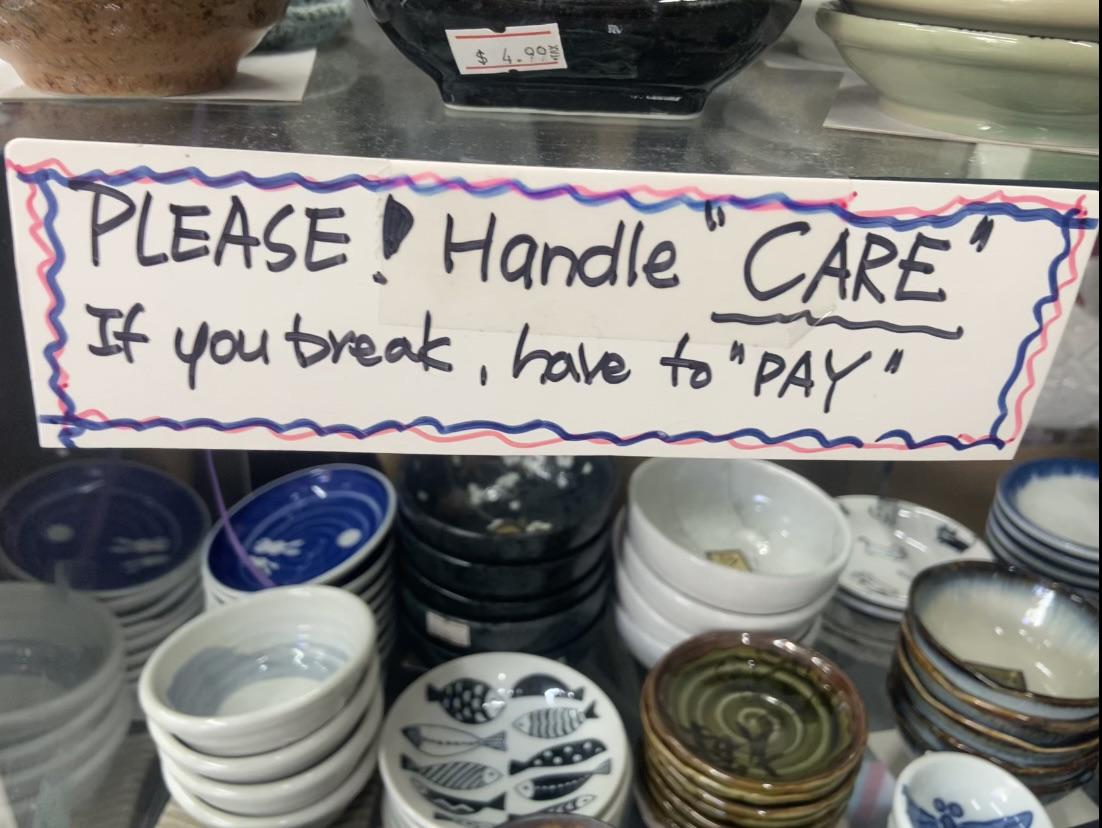 $ 4.99
PLEASE! Handle "CARE"
If you break, have to "PAY"